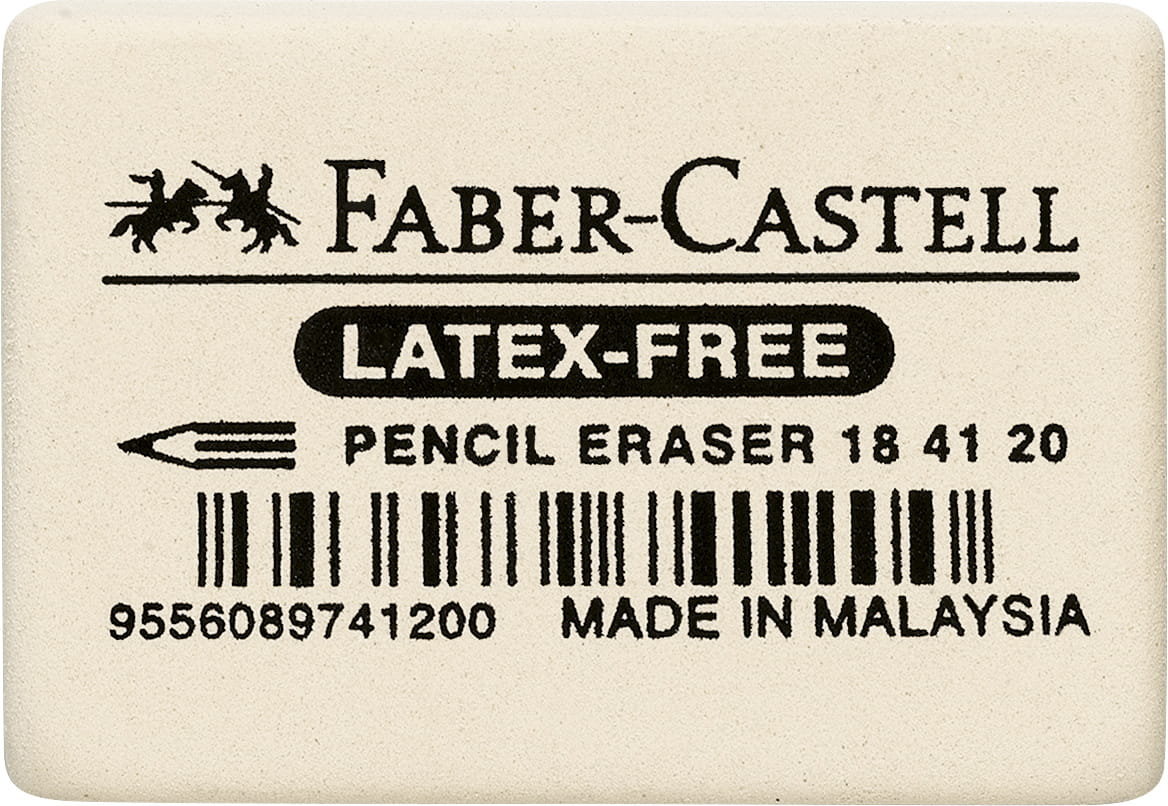 FABER-CASTELL
LATEX-FREE
PENCIL ERASER 18 41 20
9556089741200 MADE IN MALAYSIA